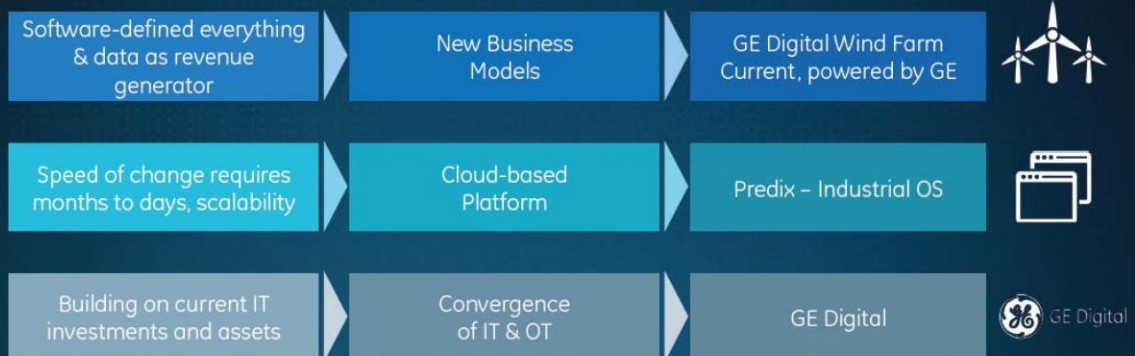 Software-defined everything
& data as revenue
generator
New Business
Models
GE Digital Wind Farm
Current, powered by GE
Speed of change requires
months to days, scalability
Cloud-based
Platform
Predix – Industrial OS
Building on current IT
investments and assets
Convergence
of IT & OT
GE Digital
GE Digital